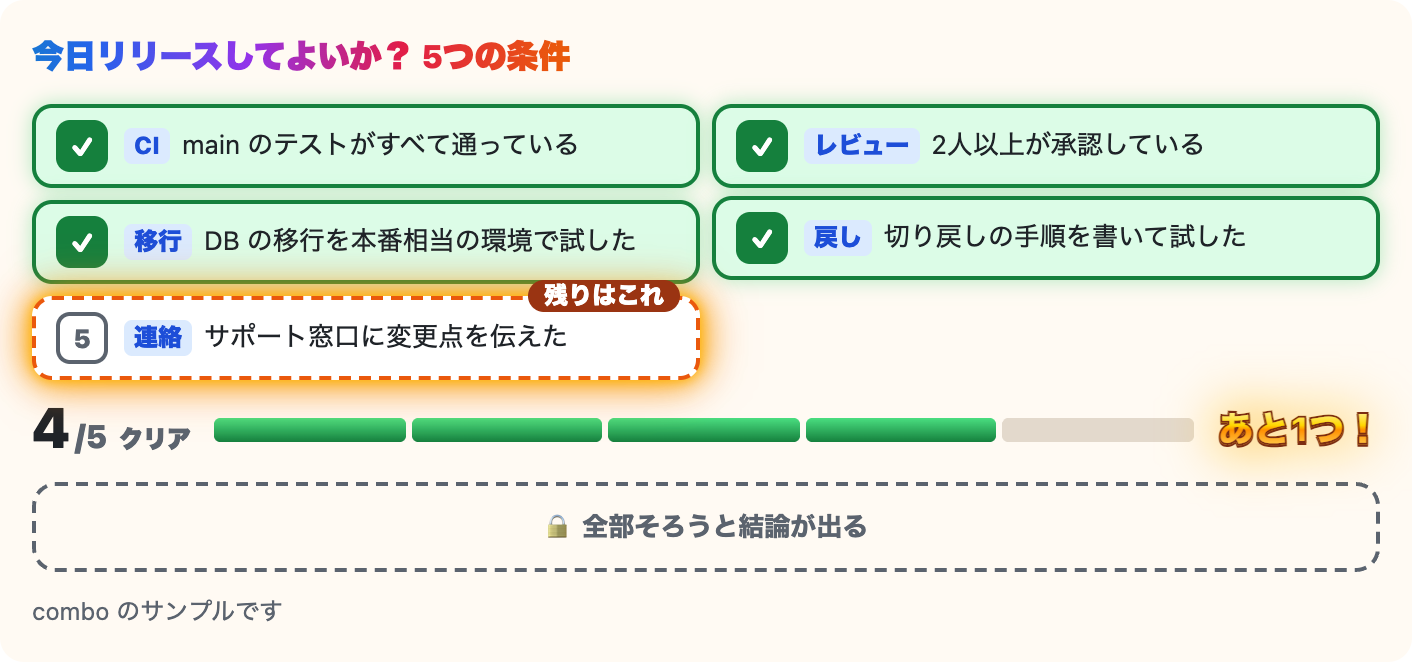 今日リリースしてよいか？ 5つの条件
CI main のテストがすべて通っている
レビュー 2人以上が承認している
移行 DB の移行を本番相当の環境で試した
戻し 切り戻しの手順を書いて試した
残りはこれ
5 連絡 サポート窓口に変更点を伝えた
4/5 クリア
あと1つ！
🔒 全部そろうと結論が出る
combo のサンプルです